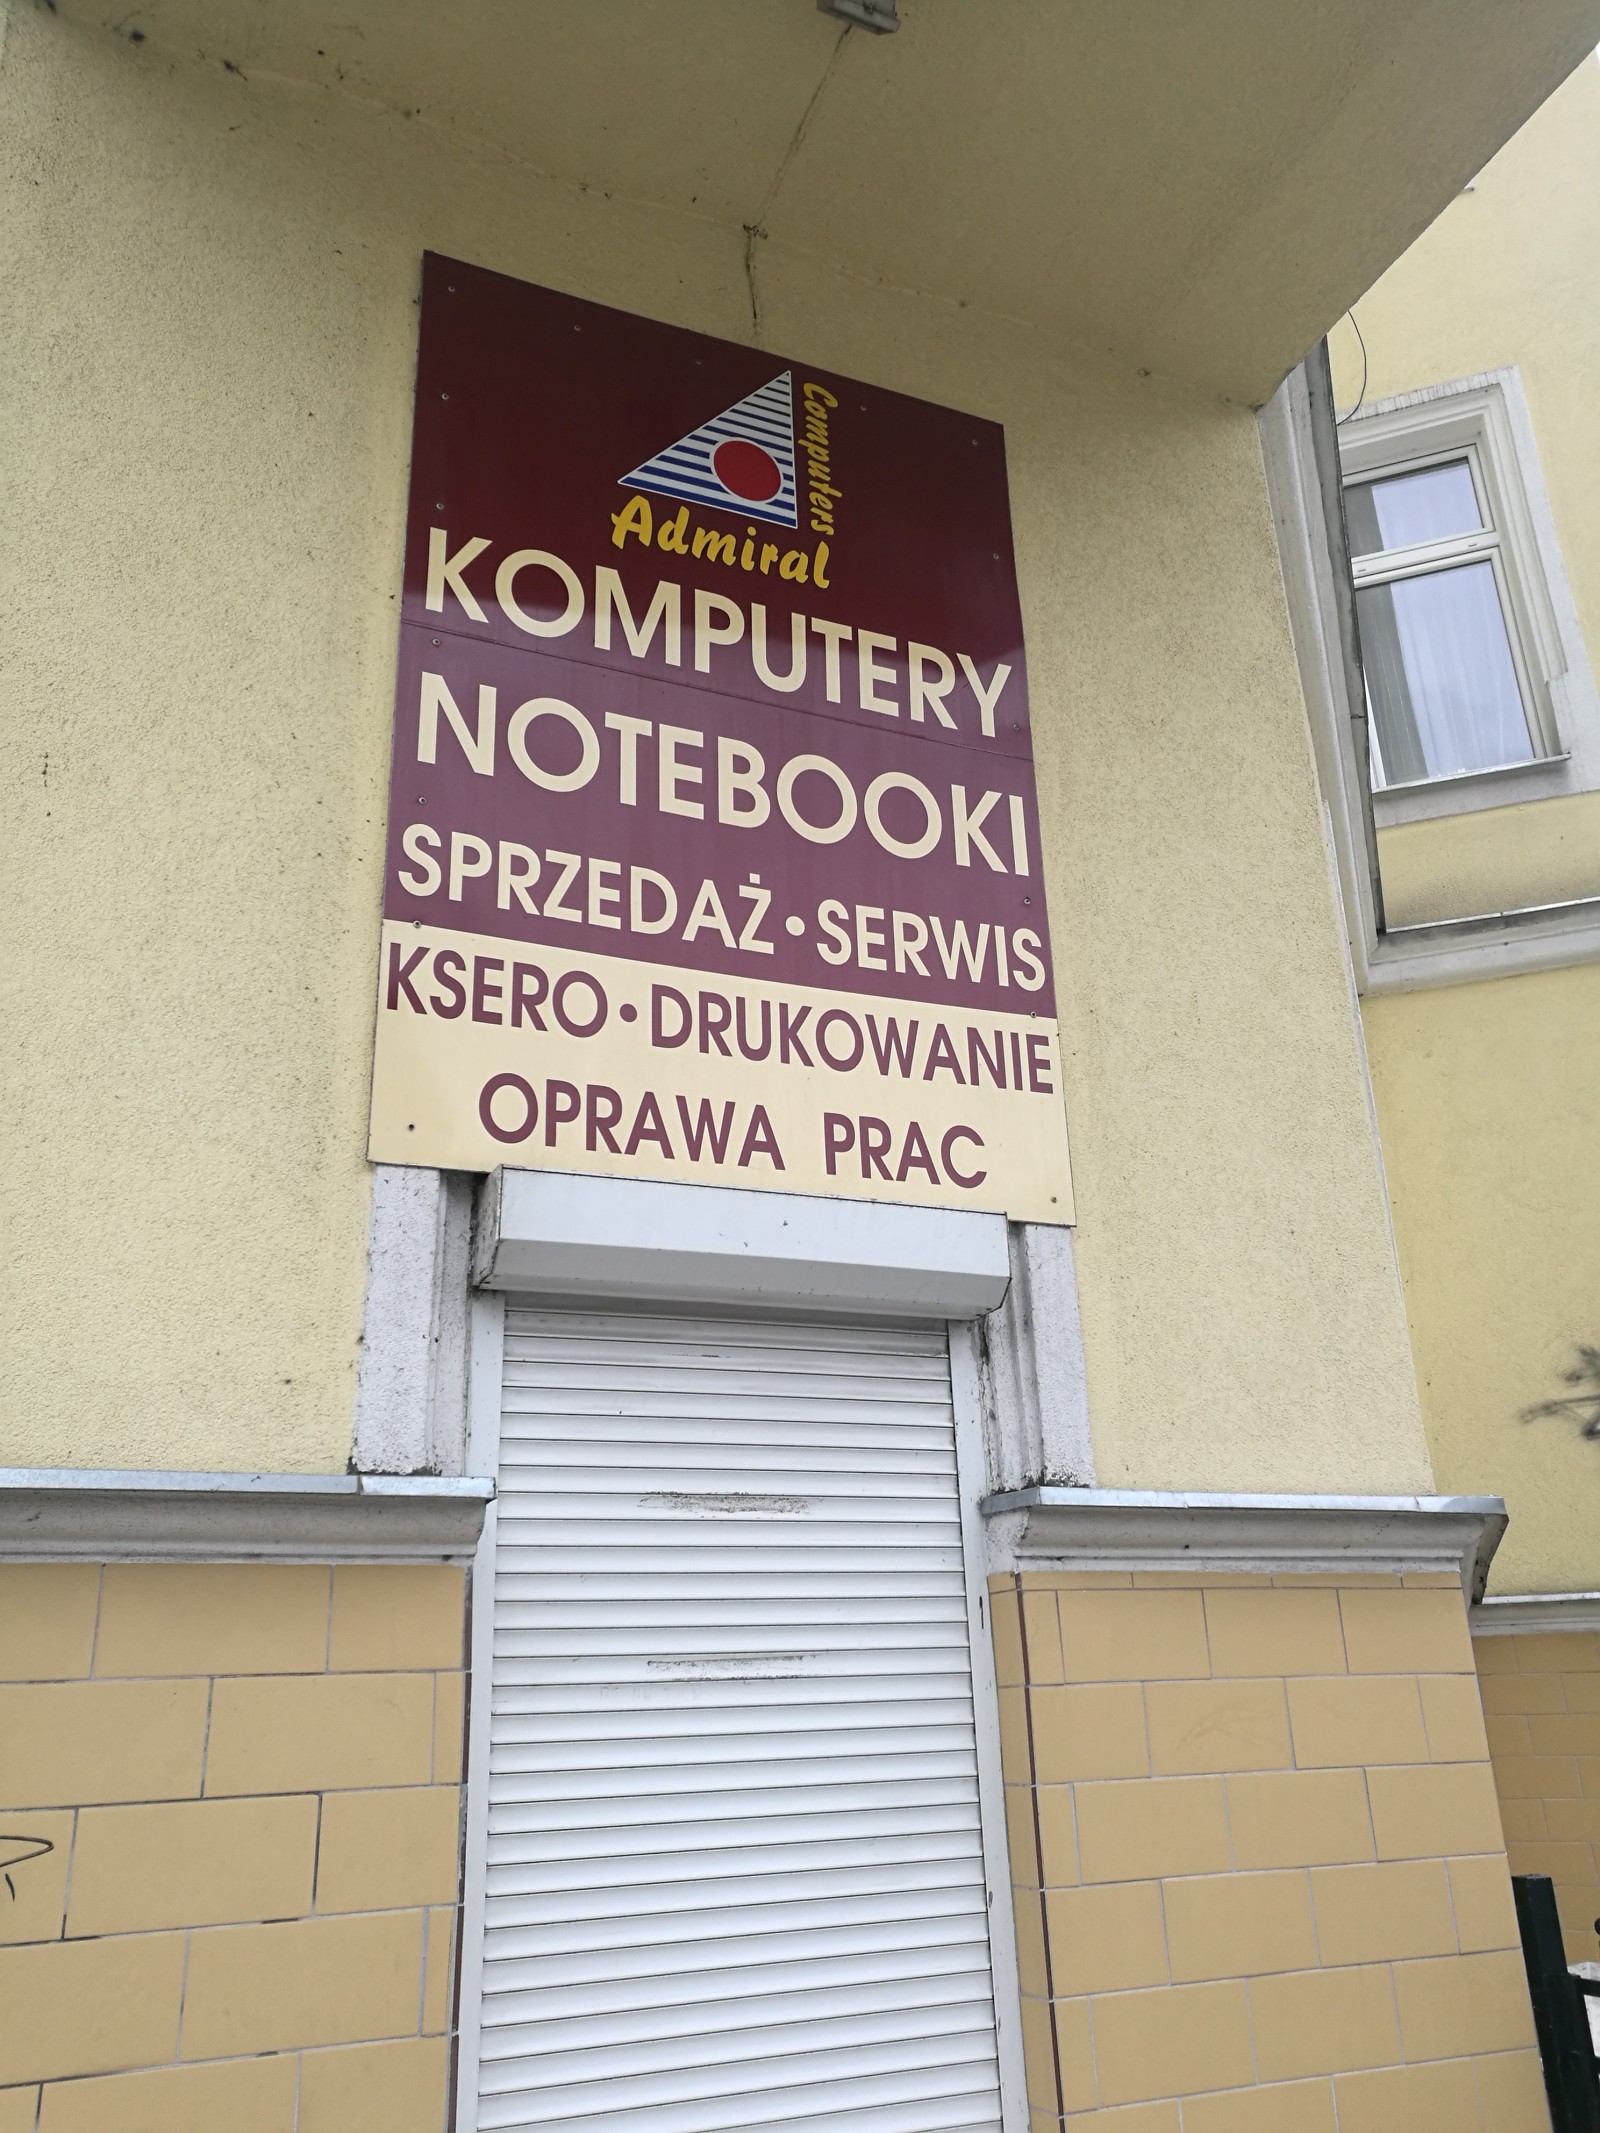 Computers
Admiral
KOMPUTERY
NOTEBOOKI
SPRZEDAŻ•SERWIS
KSERO•DRUKOWANIE
OPRAWA PRAC